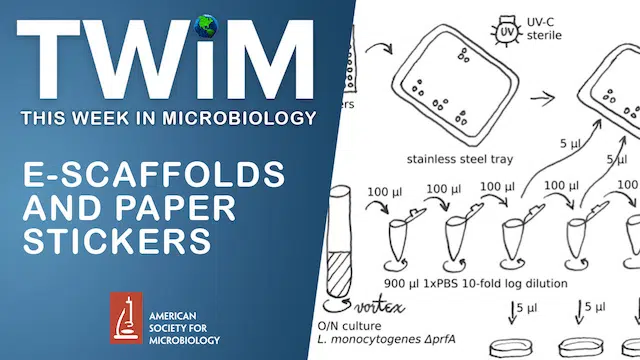 TWiM
THIS WEEK IN MICROBIOLOGY
E-SCAFFOLDS
AND PAPER
STICKERS
AMERICAN
SOCIETY FOR
MICROBIOLOGY
UV
UV-C
sterile
stainless steel tray
5 µl
5 µl
100 µl
100 µl
100 µl
100 µl
100
900 µl 1xPBS 10-fold log dilution
vortex
O/N culture
L. monocytogenes ΔprfA
5 µl
5 µl